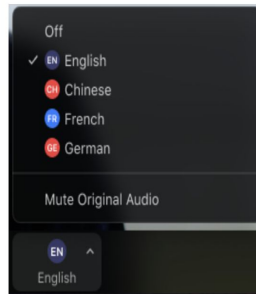 Off
EN English
CH Chinese
FR French
GE German
Mute Original Audio
EN
English